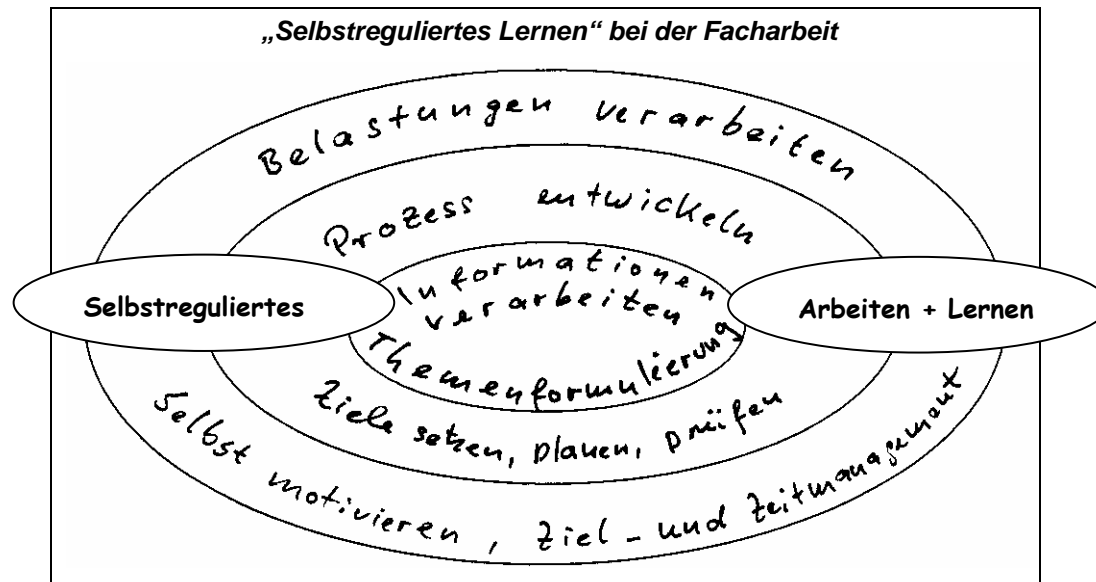 „Selbstreguliertes Lernen“ bei der Facharbeit
Belastungen verarbeiten
Prozess entwickeln
Informationen
verarbeiten
Selbstreguliertes
Arbeiten + Lernen
Themenformulierung
Ziele setzen, planen, prüfen
Selbst motivieren, Ziel- und Zeitmanagement